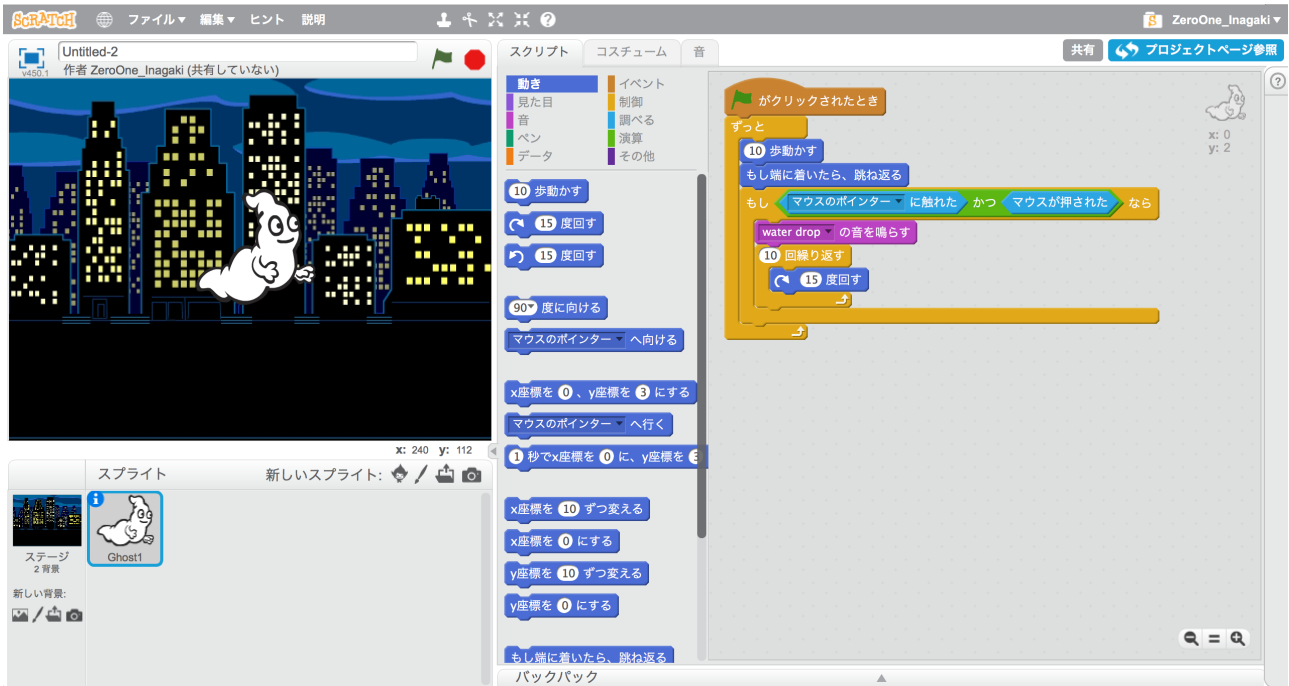 SCRATCH ファイル▼ 編集▼ ヒント 説明 ZeroOne_Inagaki▼
Untitled-2
作者 ZeroOne_Inagaki (共有していない)
v450.1
スクリプト コスチューム 音
共有 プロジェクトページ参照
動き イベント
見た目 制御
音 調べる
ペン 演算
データ その他
10 歩動かす
15 度回す
15 度回す
90▼ 度に向ける
マウスのポインター へ向ける
x座標を 0 、y座標を 3 にする
マウスのポインター へ行く
1 秒でx座標を 0 に、y座標を 3
x座標を 10 ずつ変える
x座標を 0 にする
y座標を 10 ずつ変える
y座標を 0 にする
もし端に着いたら、跳ね返る
がクリックされたとき
ずっと
10 歩動かす
もし端に着いたら、跳ね返る
もし マウスのポインター に触れた かつ マウスが押された なら
water drop の音を鳴らす
10 回繰り返す
15 度回す
x: 0
y: 2
x: 240 y: 112
スプライト 新しいスプライト:
ステージ
2 背景
新しい背景:
Ghost1
バックパック